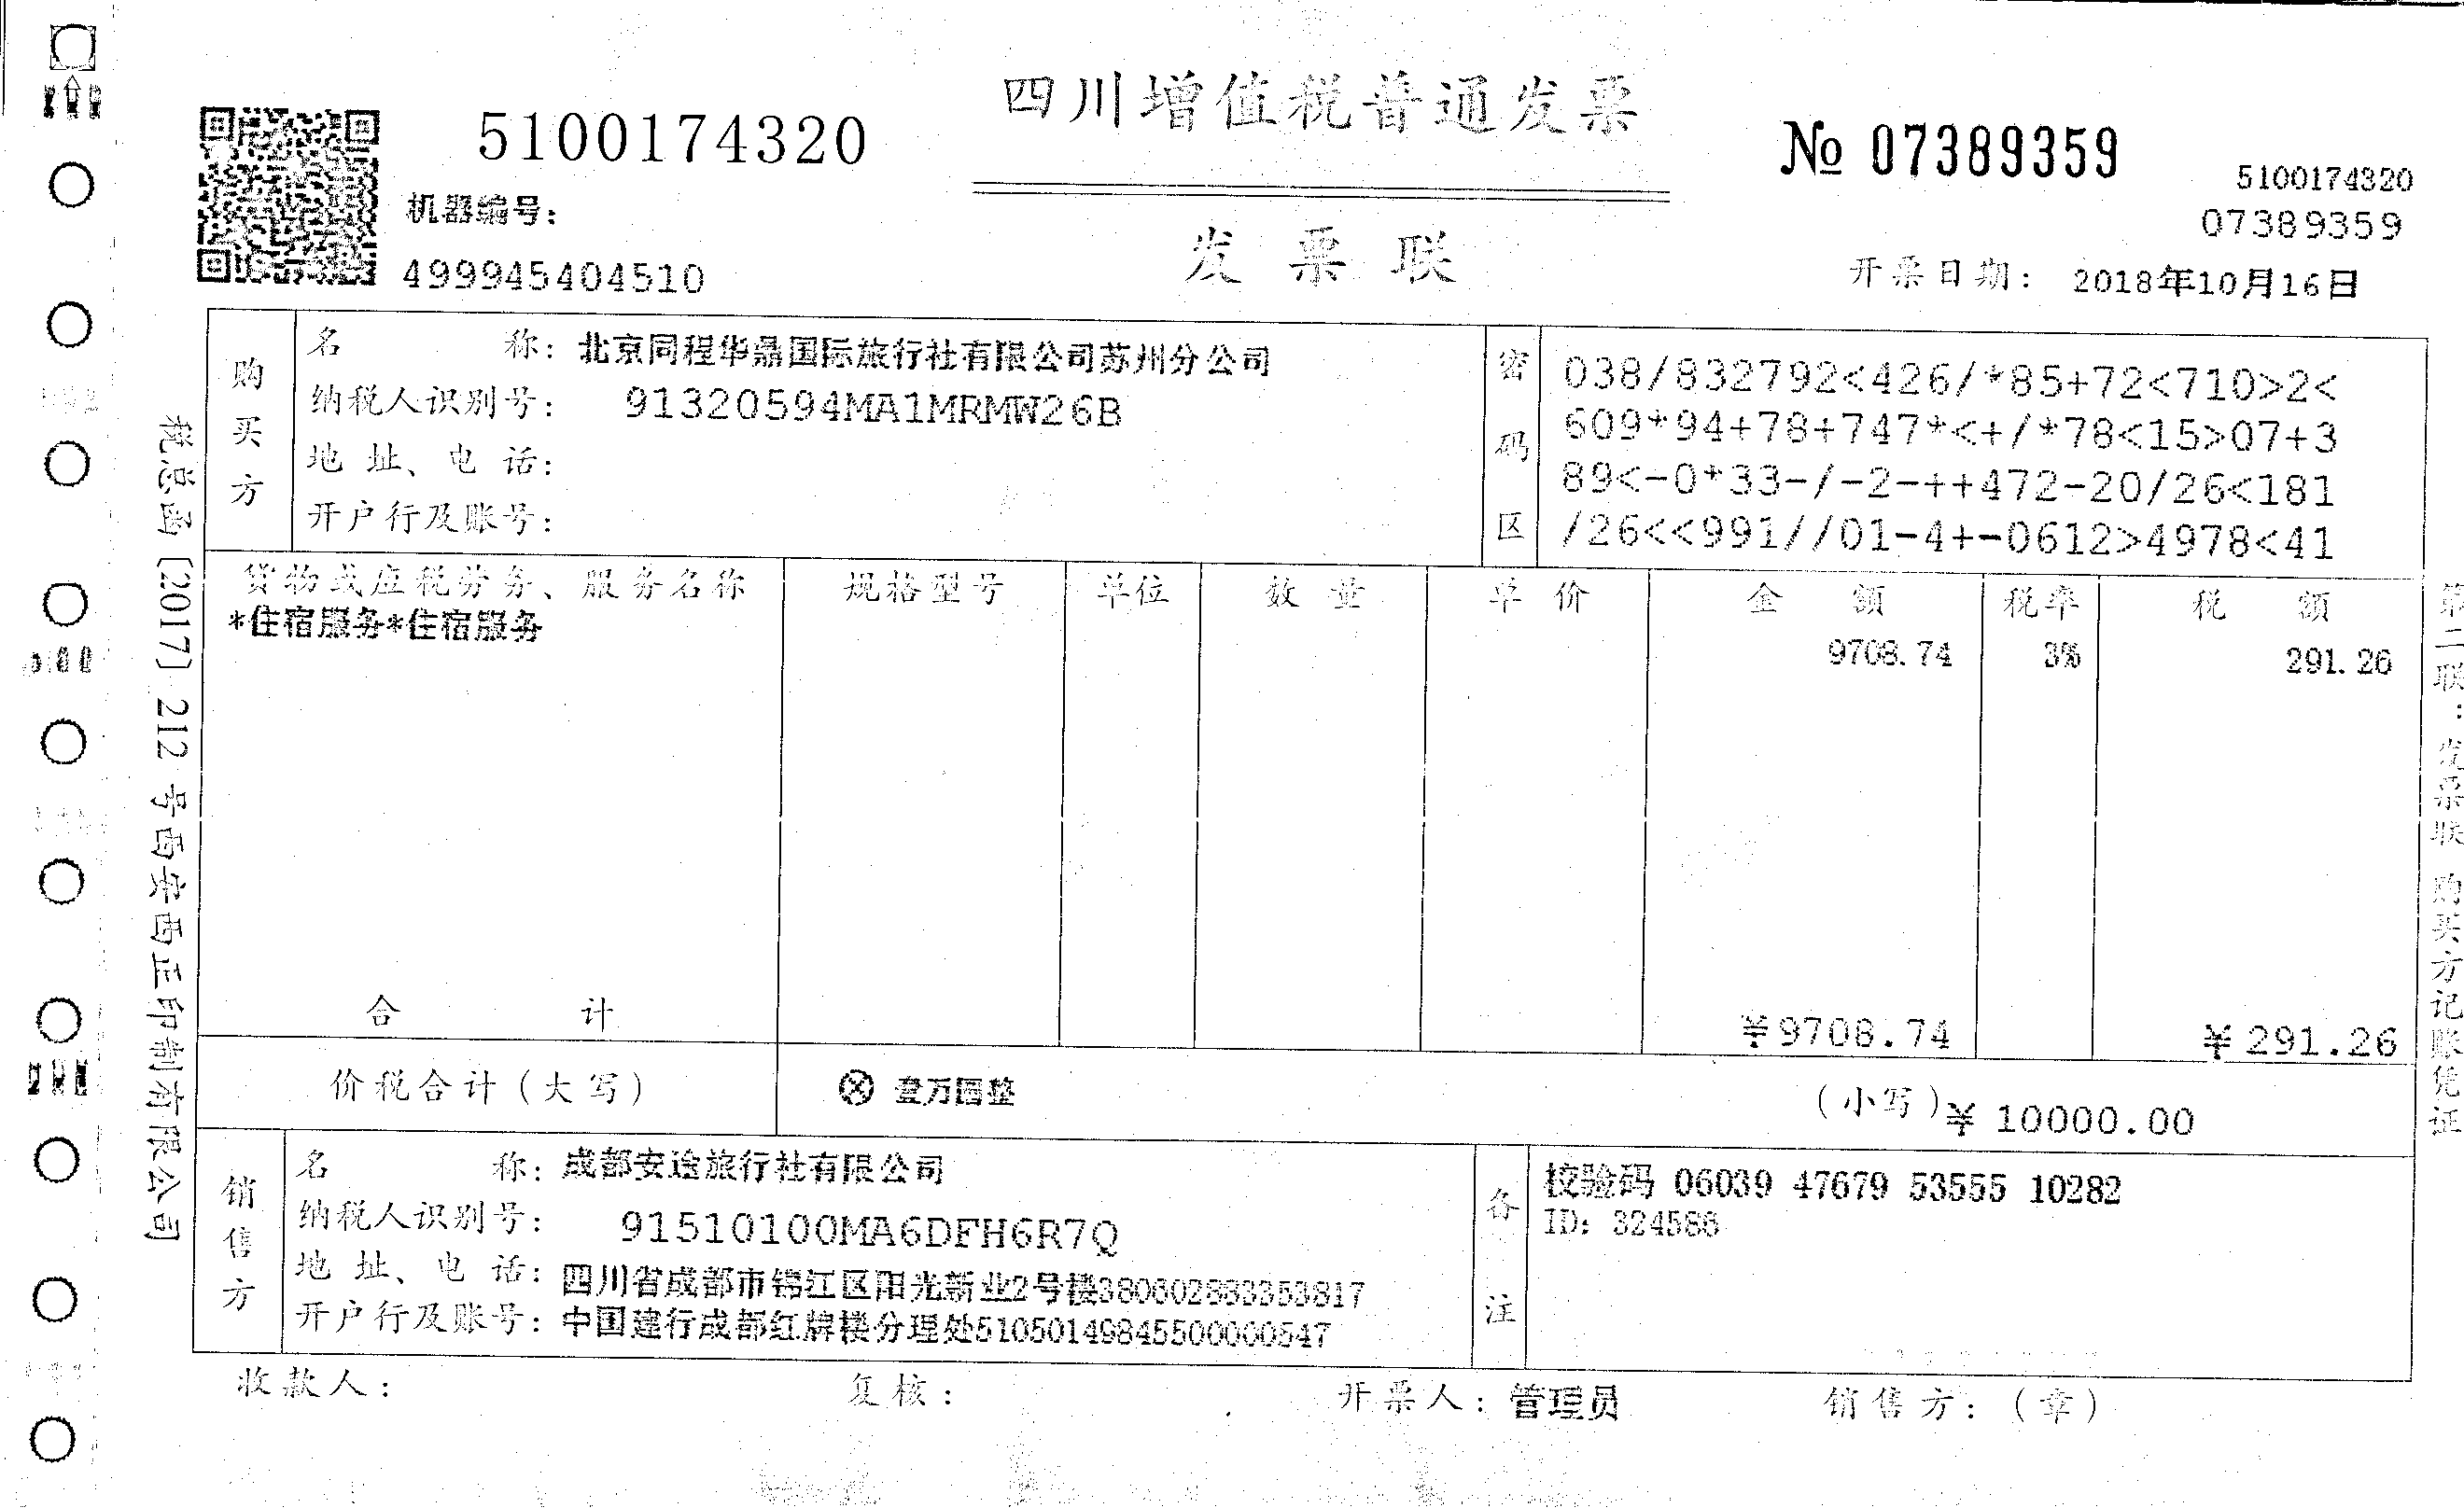 四川增值税普通发票
5100174320
№ 07389359
5100174320
07389359
机器编号:
499945404510
发票联
开票日期: 2018年10月16日
购买方
名 称: 北京同程华鼎国际旅行社有限公司苏州分公司
纳税人识别号: 91320594MA1MRMW26B
地 址、电 话:
开户行及账号:
密码区
038/832792<426/*85+72<710>2<
609*94+78+747*<+/*78<15>07+3
89<-0*33-/-2-++472-20/26<181
/26<<991//01-4+-0612>4978<41
货物或应税劳务、服务名称 规格型号 单位 数 量 单 价 金 额 税率 税 额
*住宿服务*住宿服务 9708.74 3% 291.26
合 计 ¥9708.74 ¥291.26
价税合计(大写) ⊗ 壹万圆整 (小写)¥ 10000.00
销售方
名 称: 成都安途旅行社有限公司
纳税人识别号: 91510100MA6DFH6R7Q
地 址、电 话: 四川省成都市锦江区阳光新业2号楼380602883353817
开户行及账号: 中国建行成都红牌楼分理处51050149845500000547
备注
校验码 06039 47679 53555 10282
ID: 324586
收款人: 复核: 开票人: 管理员 销售方:(章)
税总函〔2017〕212号西安西正印制有限公司
第二联:发票联 购买方记账凭证